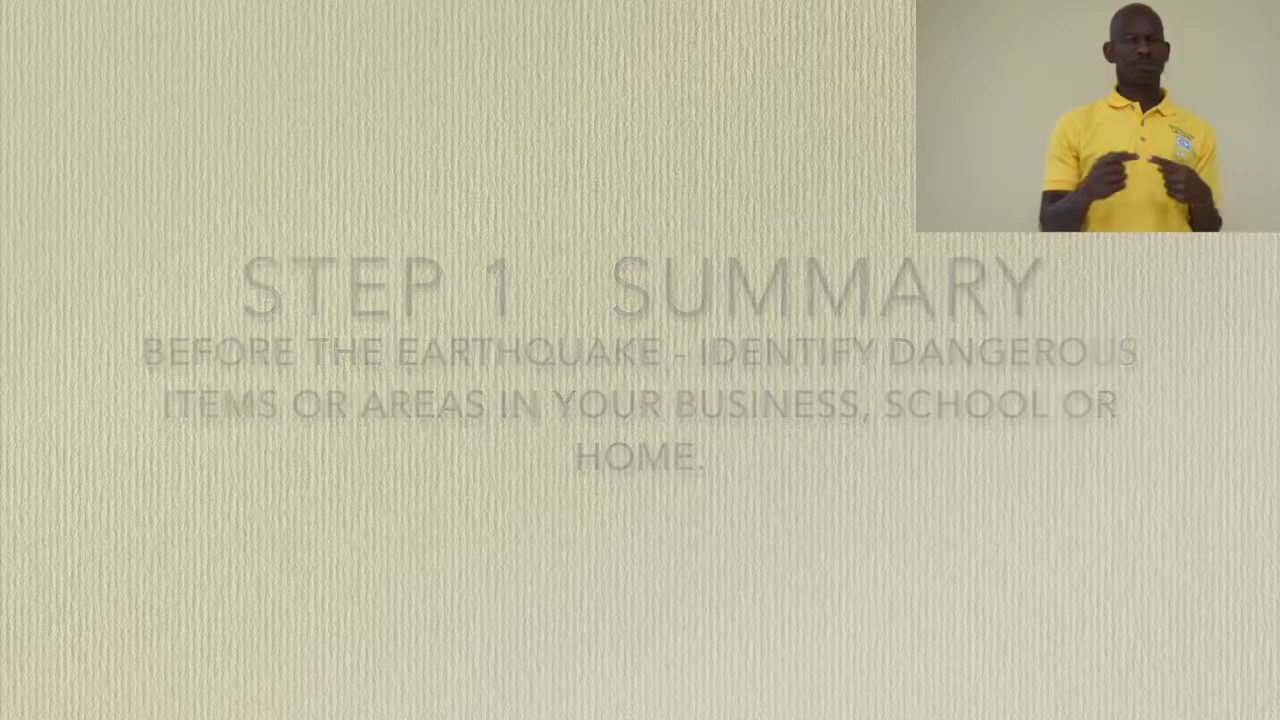 STEP 1 SUMMARY
BEFORE THE EARTHQUAKE - IDENTIFY DANGEROUS
ITEMS OR AREAS IN YOUR BUSINESS, SCHOOL OR
HOME.